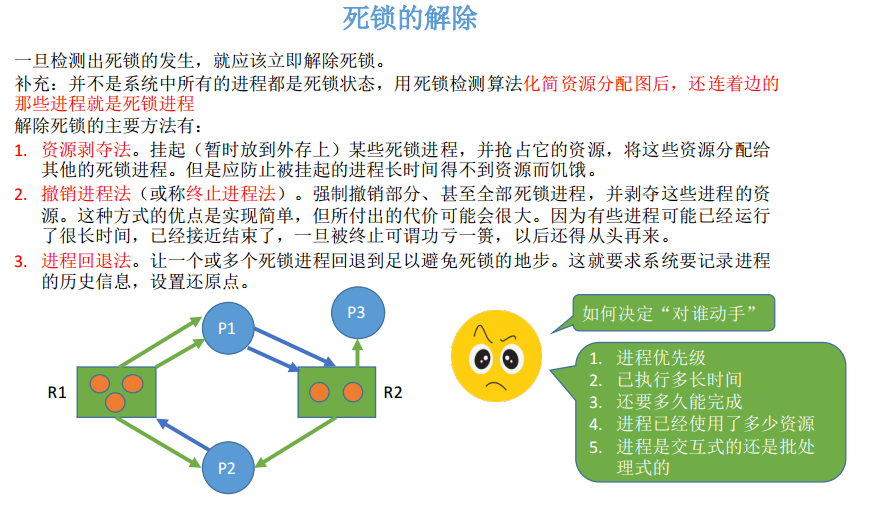 死锁的解除
一旦检测出死锁的发生，就应该立即解除死锁。
补充：并不是系统中所有的进程都是死锁状态，用死锁检测算法化简资源分配图后，还连着边的
那些进程就是死锁进程
解除死锁的主要方法有：
1. 资源剥夺法。挂起（暂时放到外存上）某些死锁进程，并抢占它的资源，将这些资源分配给
其他的死锁进程。但是应防止被挂起的进程长时间得不到资源而饥饿。
2. 撤销进程法（或称终止进程法）。强制撤销部分、甚至全部死锁进程，并剥夺这些进程的资
源。这种方式的优点是实现简单，但所付出的代价可能会很大。因为有些进程可能已经运行
了很长时间，已经接近结束了，一旦被终止可谓功亏一篑，以后还得从头再来。
3. 进程回退法。让一个或多个死锁进程回退到足以避免死锁的地步。这就要求系统要记录进程
的历史信息，设置还原点。
P1
P3
R1
R2
P2
如何决定“对谁动手”
1. 进程优先级
2. 已执行多长时间
3. 还要多久能完成
4. 进程已经使用了多少资源
5. 进程是交互式的还是批处
理式的